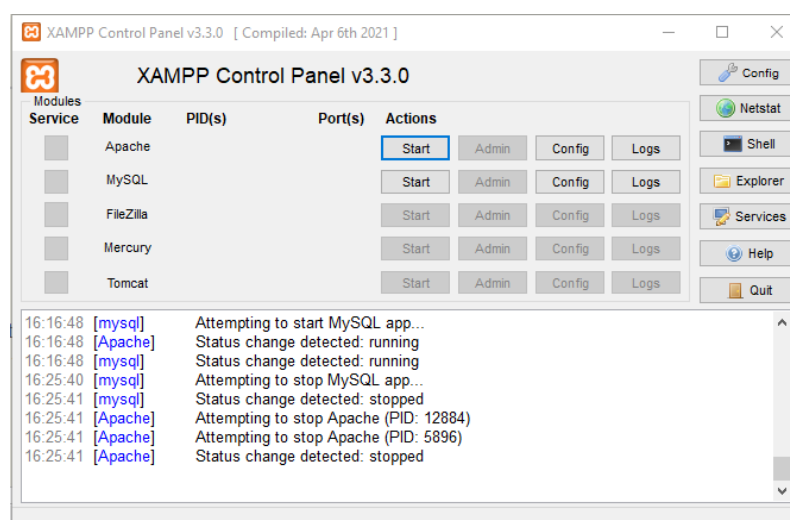 XAMPP Control Panel v3.3.0 [ Compiled: Apr 6th 2021 ]
XAMPP Control Panel v3.3.0
Config
Modules
Service Module PID(s) Port(s) Actions
Netstat
Apache Start Admin Config Logs
Shell
MySQL Start Admin Config Logs
Explorer
FileZilla Start Admin Config Logs
Services
Mercury Start Admin Config Logs
Help
Tomcat Start Admin Config Logs
Quit
16:16:48 [mysql] Attempting to start MySQL app...
16:16:48 [Apache] Status change detected: running
16:16:48 [mysql] Status change detected: running
16:25:40 [mysql] Attempting to stop MySQL app...
16:25:41 [mysql] Status change detected: stopped
16:25:41 [Apache] Attempting to stop Apache (PID: 12884)
16:25:41 [Apache] Attempting to stop Apache (PID: 5896)
16:25:41 [Apache] Status change detected: stopped